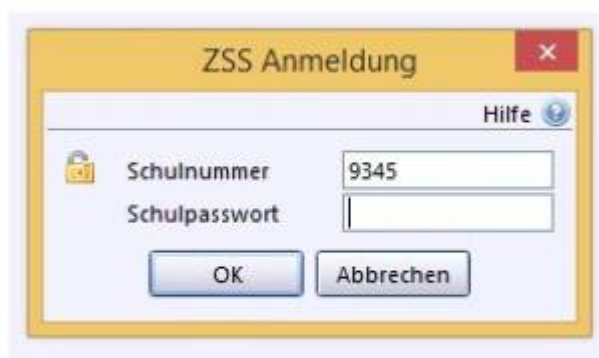 ZSS Anmeldung
Hilfe
Schulnummer 9345
Schulpasswort
OK Abbrechen